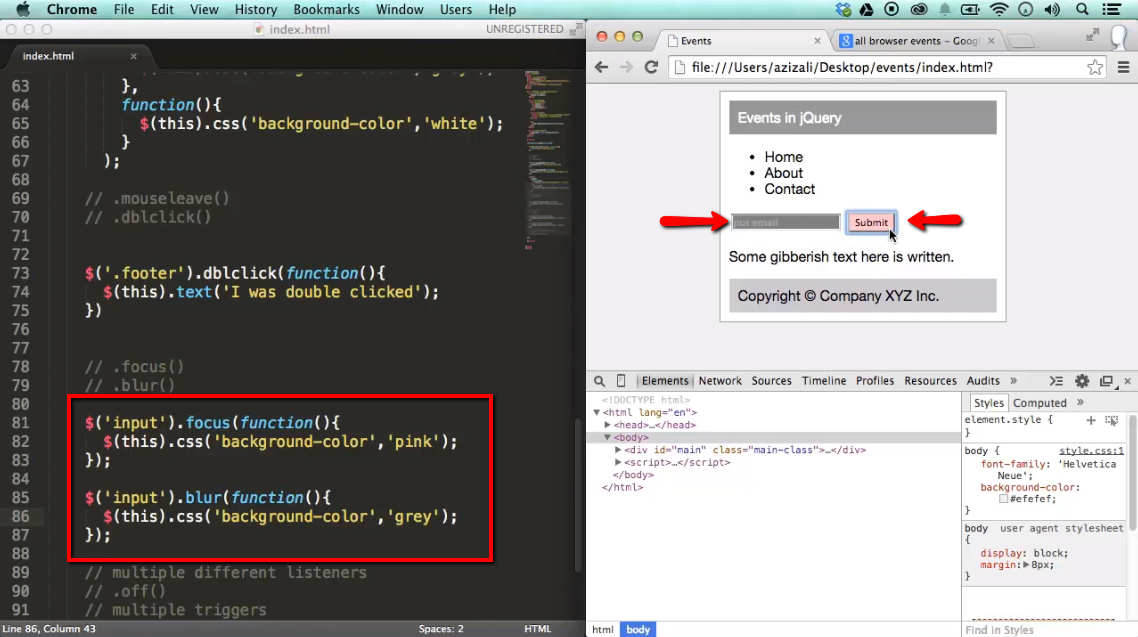 Chrome File Edit View History Bookmarks Window Users Help
index.html UNREGISTERED
index.html
63 },
64 function(){
65 $(this).css('background-color','white');
66 }
67 );
68
69 // .mouseleave()
70 // .dblclick()
71
72
73 $('.footer').dblclick(function(){
74 $(this).text('I was double clicked');
75 })
76
77
78 // .focus()
79 // .blur()
80
81 $('input').focus(function(){
82 $(this).css('background-color','pink');
83 });
84
85 $('input').blur(function(){
86 $(this).css('background-color','grey');
87 });
88
89 // multiple different listeners
90 // .off()
91 // multiple triggers
Line 86, Column 43 Spaces: 2 HTML
Events all browser events - Goog
file:///Users/azizali/Desktop/events/index.html?
Events in jQuery
• Home
• About
• Contact
your email Submit
Some gibberish text here is written.
Copyright © Company XYZ Inc.
Elements Network Sources Timeline Profiles Resources Audits »
<!DOCTYPE html>
▼<html lang="en">
▶<head>…</head>
▼<body>
▶<div id="main" class="main-class">…</div>
▶<script>…</script>
</body>
</html>
html body
Styles Computed »
element.style {
}
body { style.css:1
font-family: 'Helvetica
Neue';
background-color:
#efefef;
}
body user agent stylesheet
{
display: block;
margin:▶8px;
}
Find in Styles